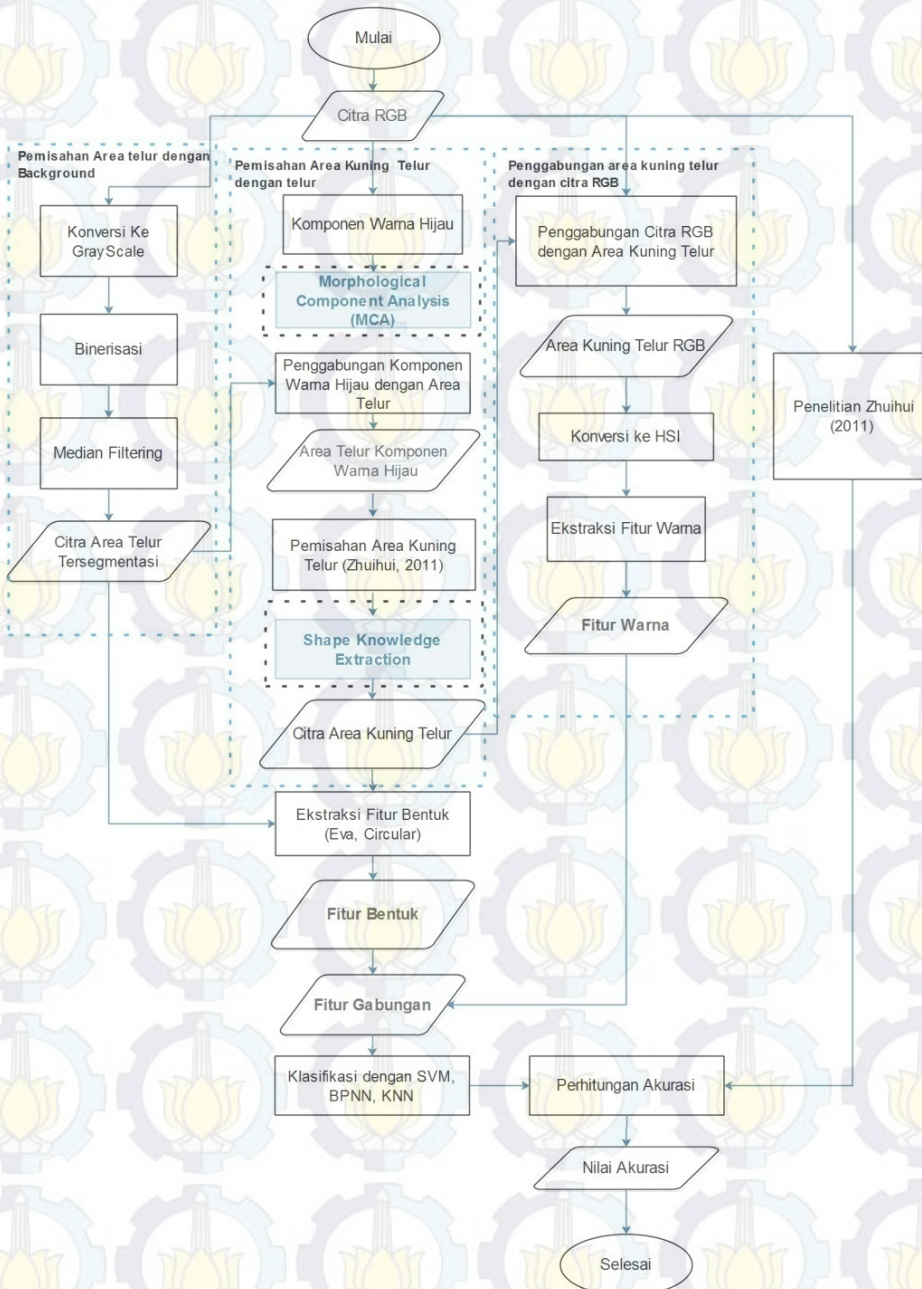 Mulai
Citra RGB
Pemisahan Area telur dengan
Background
Konversi Ke
GrayScale
Binerisasi
Median Filtering
Citra Area Telur
Tersegmentasi
Pemisahan Area Kuning Telur
dengan telur
Komponen Warna Hijau
Morphological
Component Analysis
(MCA)
Penggabungan Komponen
Warna Hijau dengan Area
Telur
Area Telur Komponen
Warna Hijau
Pemisahan Area Kuning
Telur (Zhuihui, 2011)
Shape Knowledge
Extraction
Citra Area Kuning Telur
Penggabungan area kuning telur
dengan citra RGB
Penggabungan Citra RGB
dengan Area Kuning Telur
Area Kuning Telur RGB
Konversi ke HSI
Ekstraksi Fitur Warna
Fitur Warna
Penelitian Zhuihui
(2011)
Ekstraksi Fitur Bentuk
(Eva, Circular)
Fitur Bentuk
Fitur Gabungan
Klasifikasi dengan SVM,
BPNN, KNN
Perhitungan Akurasi
Nilai Akurasi
Selesai